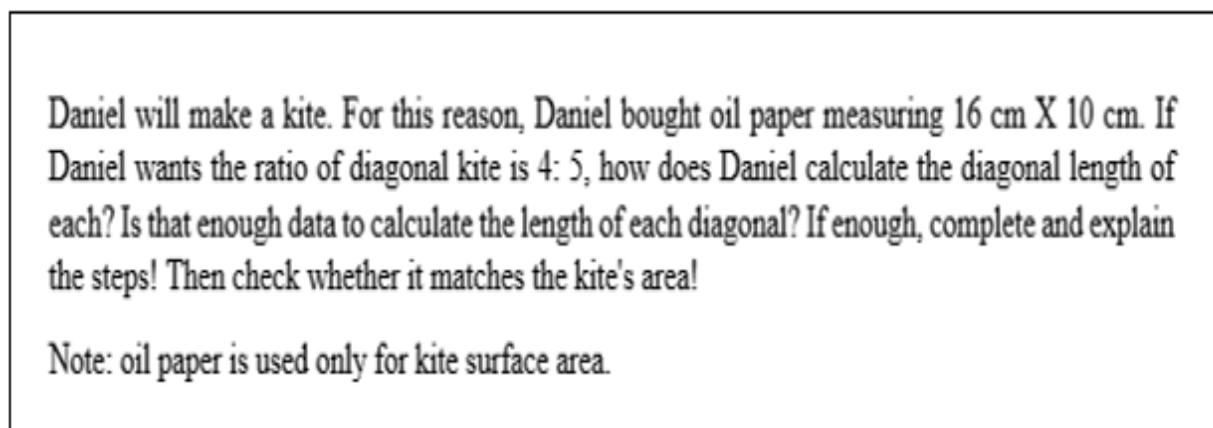 Daniel will make a kite. For this reason, Daniel bought oil paper measuring 16 cm X 10 cm. If
Daniel wants the ratio of diagonal kite is 4: 5, how does Daniel calculate the diagonal length of
each? Is that enough data to calculate the length of each diagonal? If enough, complete and explain
the steps! Then check whether it matches the kite's area!
Note: oil paper is used only for kite surface area.